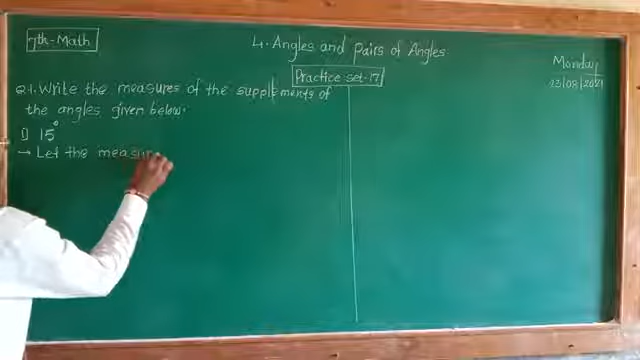 7th-Math
4. Angles and Pairs of Angles
Monday
23/08/2021
Practice set-17
Q.1. Write the measures of the supplements of
the angles given below.
i) 15°
→ Let the measur